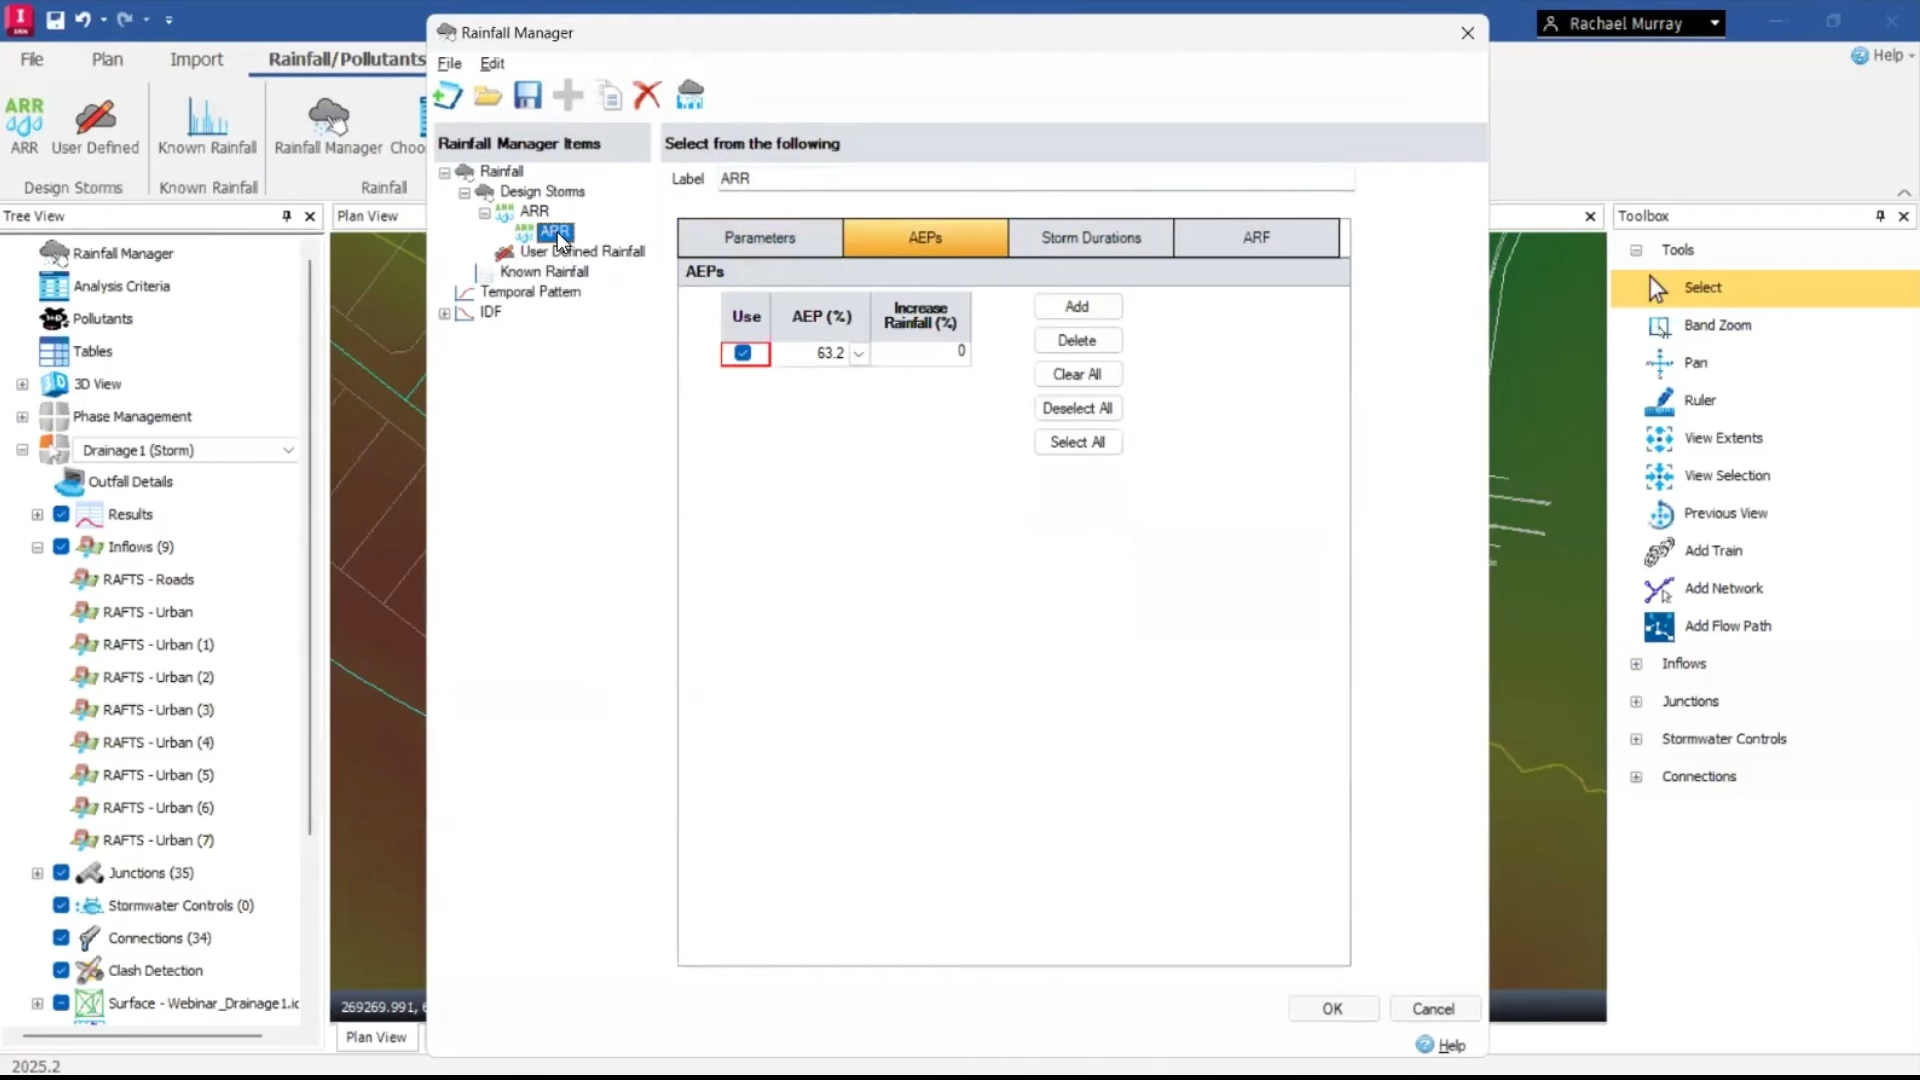 Rainfall Manager
Rachael Murray
File
Plan
Import
Rainfall/Pollutants
Help
File
Edit
ARR
User Defined
Known Rainfall
Rainfall Manager
Choo
Design Storms
Known Rainfall
Rainfall
Tree View
Plan View
Rainfall Manager
Analysis Criteria
Pollutants
Tables
3D View
Phase Management
Drainage1 (Storm)
Outfall Details
Results
Inflows (9)
RAFTS - Roads
RAFTS - Urban
RAFTS - Urban (1)
RAFTS - Urban (2)
RAFTS - Urban (3)
RAFTS - Urban (4)
RAFTS - Urban (5)
RAFTS - Urban (6)
RAFTS - Urban (7)
Junctions (35)
Stormwater Controls (0)
Connections (34)
Clash Detection
Surface - Webinar_Drainage1.ic
269269.991, 6
Plan View
2025.2
Rainfall Manager Items
Rainfall
Design Storms
ARR
ARR
User Defined Rainfall
Known Rainfall
Temporal Pattern
IDF
Select from the following
Label ARR
Parameters
AEPs
Storm Durations
ARF
AEPs
Use
AEP (%)
Increase Rainfall (%)
63.2
0
Add
Delete
Clear All
Deselect All
Select All
OK
Cancel
Help
Toolbox
Tools
Select
Band Zoom
Pan
Ruler
View Extents
View Selection
Previous View
Add Train
Add Network
Add Flow Path
Inflows
Junctions
Stormwater Controls
Connections